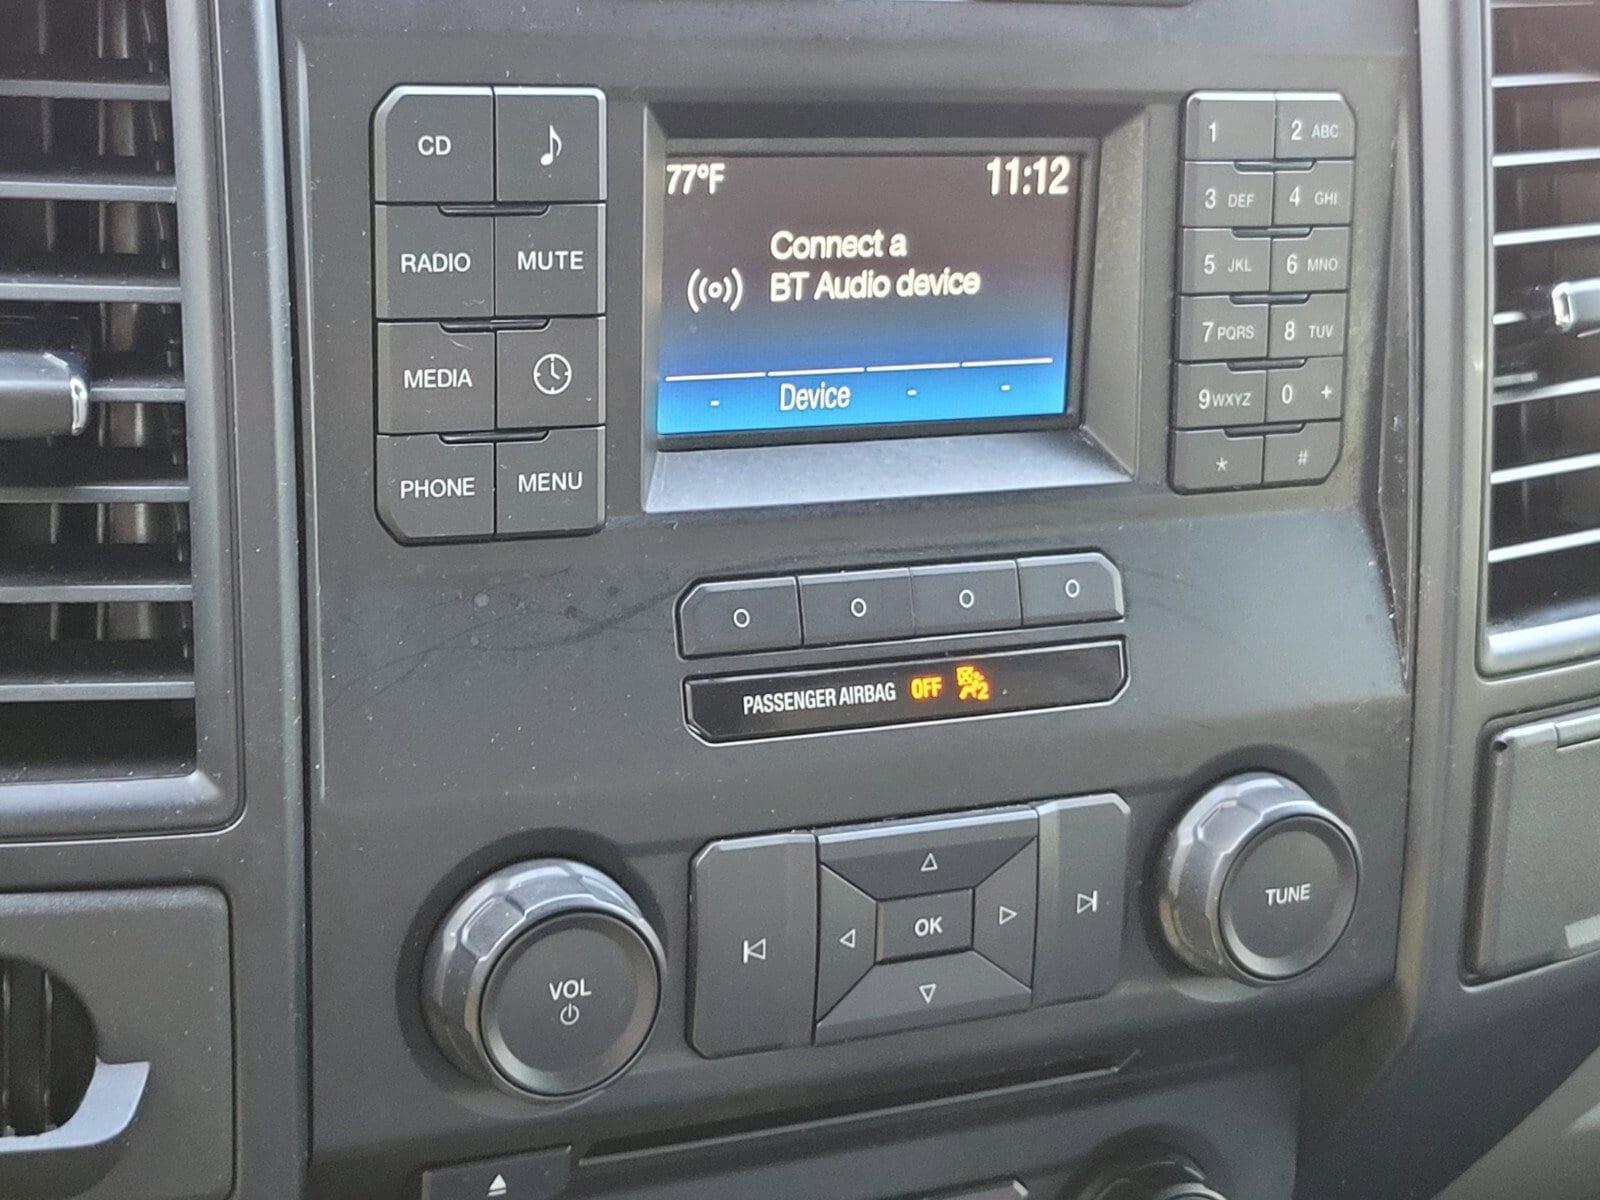 CD
RADIO
MUTE
MEDIA
PHONE
MENU
77°F
11:12
Connect a
BT Audio device
- Device - -
1
2 ABC
3 DEF
4 GHI
5 JKL
6 MNO
7 PQRS
8 TUV
9 WXYZ
0 +
*
#
PASSENGER AIRBAG OFF 2
VOL
OK
TUNE